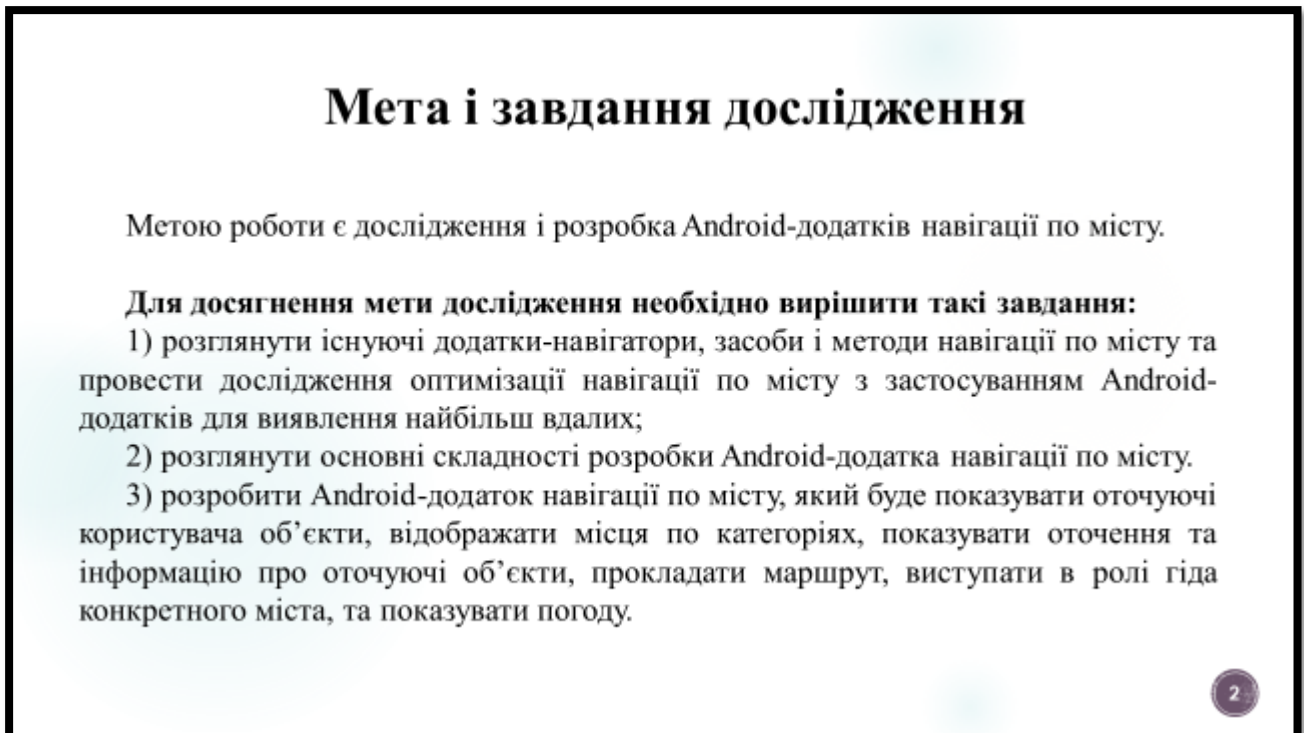 Мета і завдання дослідження
Метою роботи є дослідження і розробка Android-додатків навігації по місту.
Для досягнення мети дослідження необхідно вирішити такі завдання:
1) розглянути існуючі додатки-навігатори, засоби і методи навігації по місту та
провести дослідження оптимізації навігації по місту з застосуванням Android-
додатків для виявлення найбільш вдалих;
2) розглянути основні складності розробки Android-додатка навігації по місту.
3) розробити Android-додаток навігації по місту, який буде показувати оточуючі
користувача об’єкти, відображати місця по категоріях, показувати оточення та
інформацію про оточуючі об’єкти, прокладати маршрут, виступати в ролі гіда
конкретного міста, та показувати погоду.
2